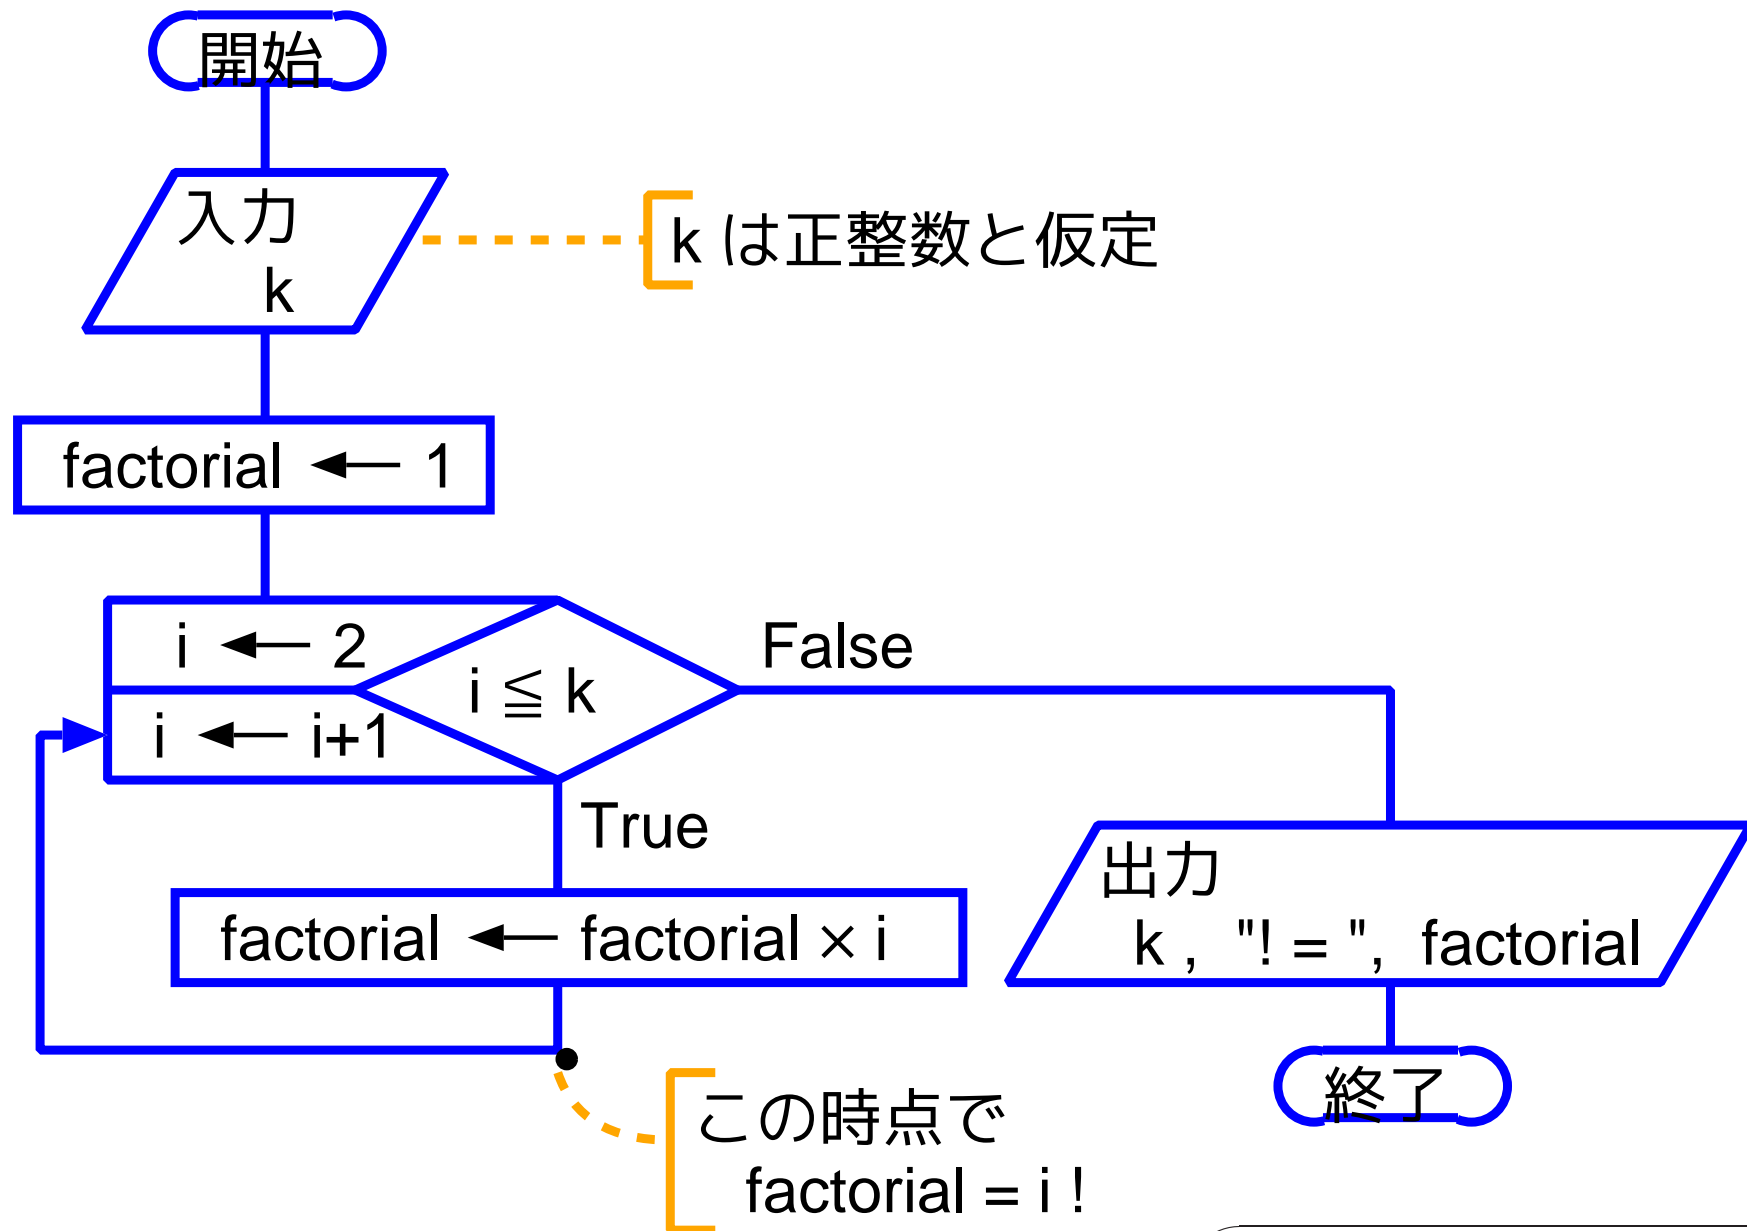 開始
入力
k
k は正整数と仮定
factorial ← 1
i ← 2
i ≦ k
False
i ← i+1
True
factorial ← factorial × i
出力
k , "! = ", factorial
終了
この時点で
factorial = i !